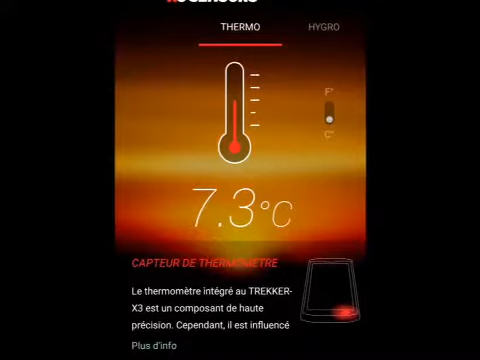 THERMO HYGRO
F°
C°
7.3°C
CAPTEUR DE THERMOMÈTRE
Le thermomètre intégré au TREKKER-
X3 est un composant de haute
précision. Cependant, il est influencé
Plus d'info